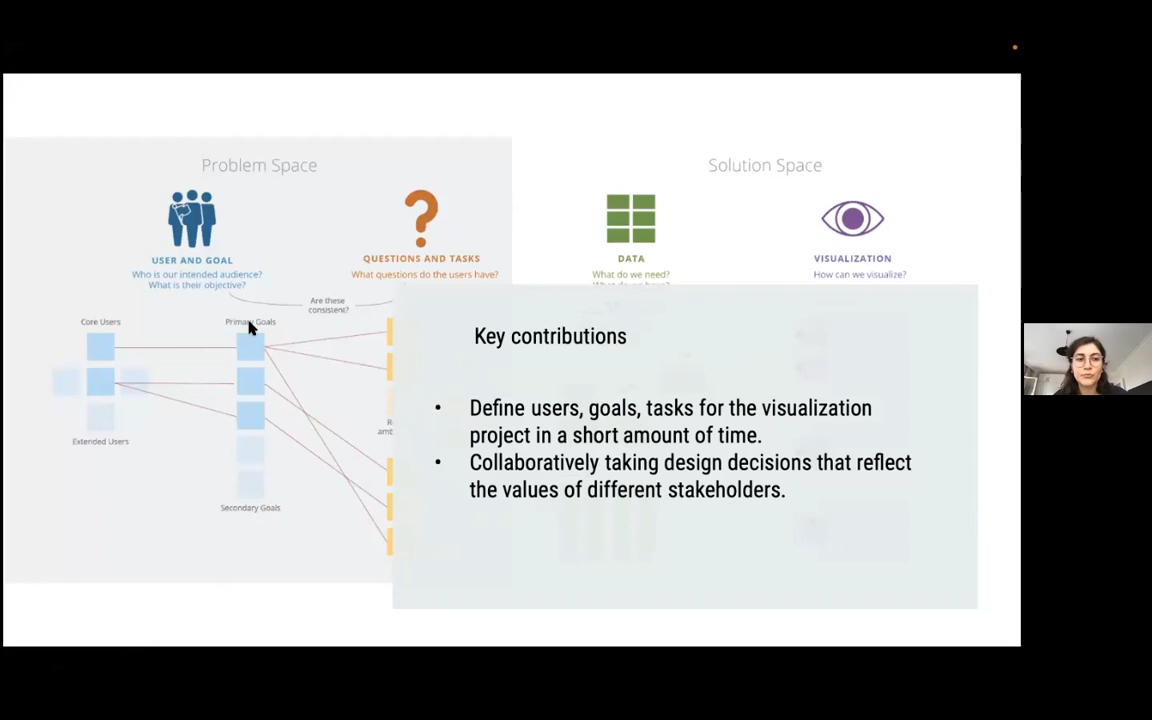 Problem Space
Solution Space
USER AND GOAL
Who is our intended audience?
What is their objective?
QUESTIONS AND TASKS
What questions do the users have?
DATA
What do we need?
VISUALIZATION
How can we visualize?
Are these
consistent?
Core Users
Primary Goals
Extended Users
Secondary Goals
Key contributions
• Define users, goals, tasks for the visualization
project in a short amount of time.
• Collaboratively taking design decisions that reflect
the values of different stakeholders.